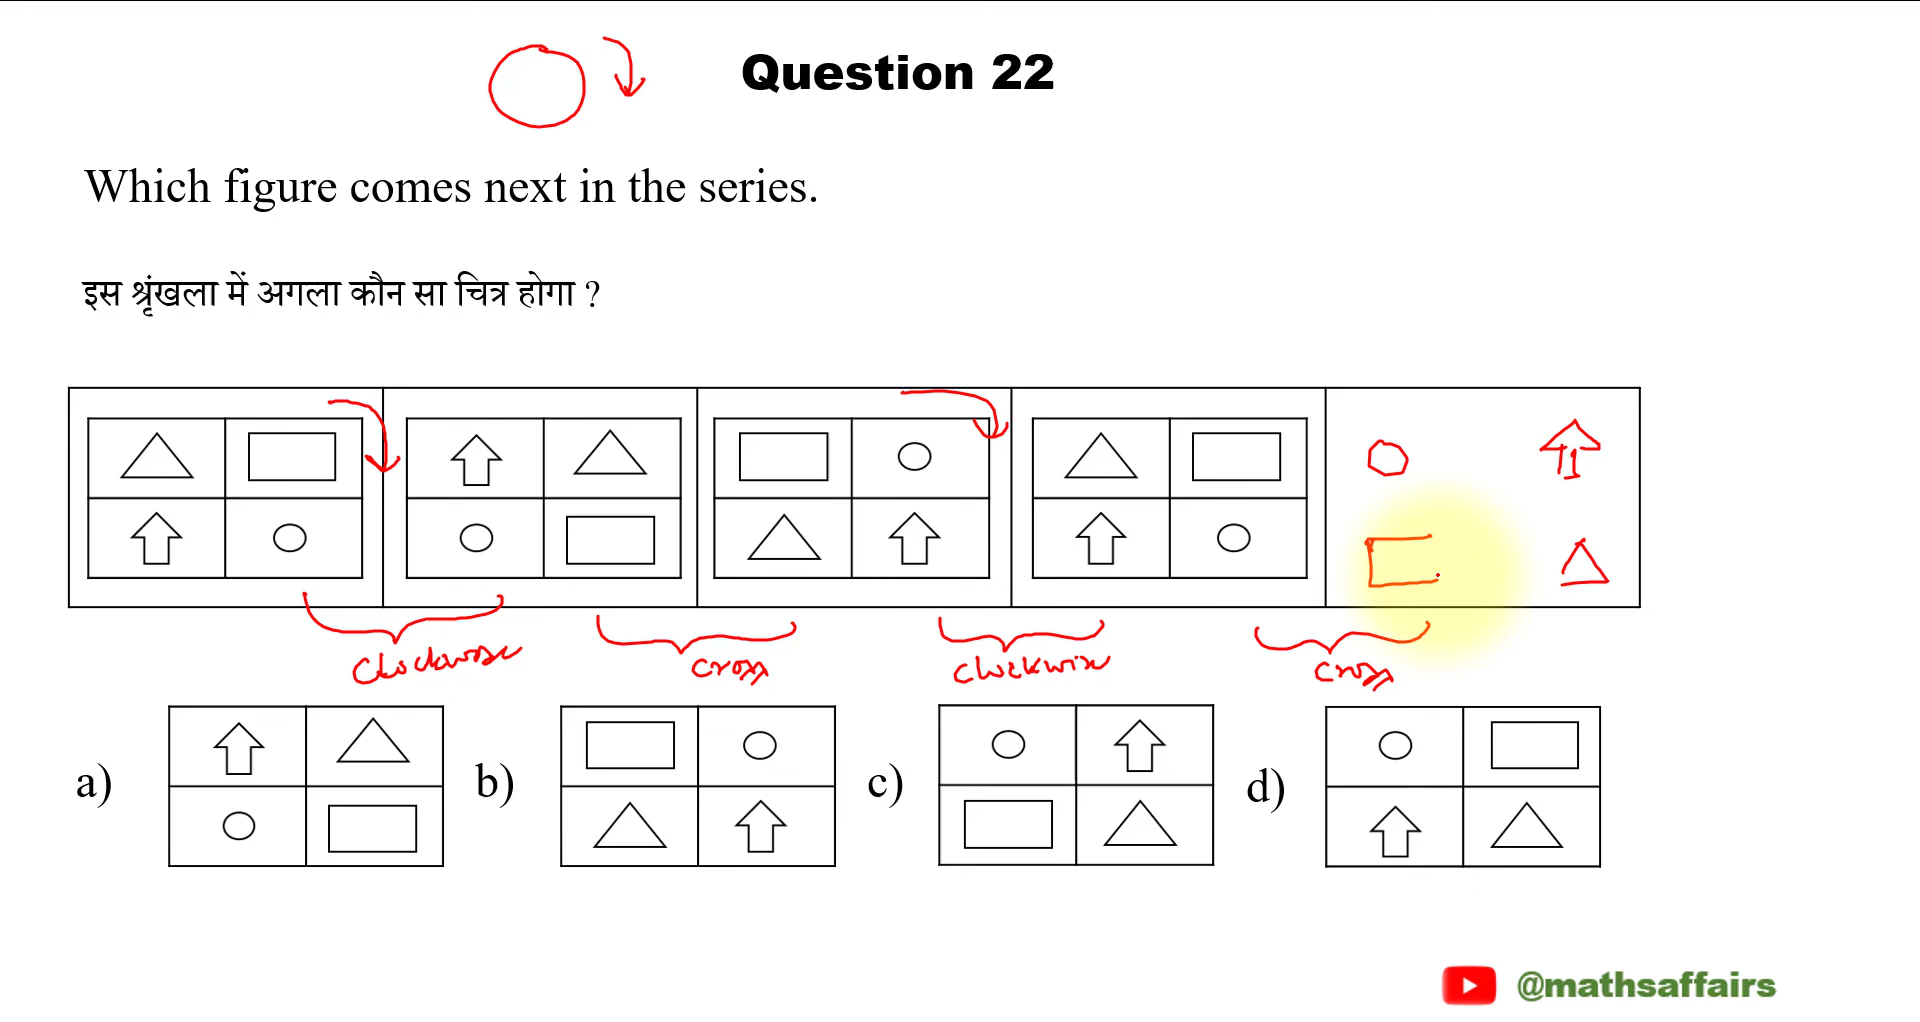 Question 22
Which figure comes next in the series.
इस श्रृंखला में अगला कौन सा चित्र होगा ?
Clockwise
cross
clockwise
cross
a)
b)
c)
d)
@mathsaffairs